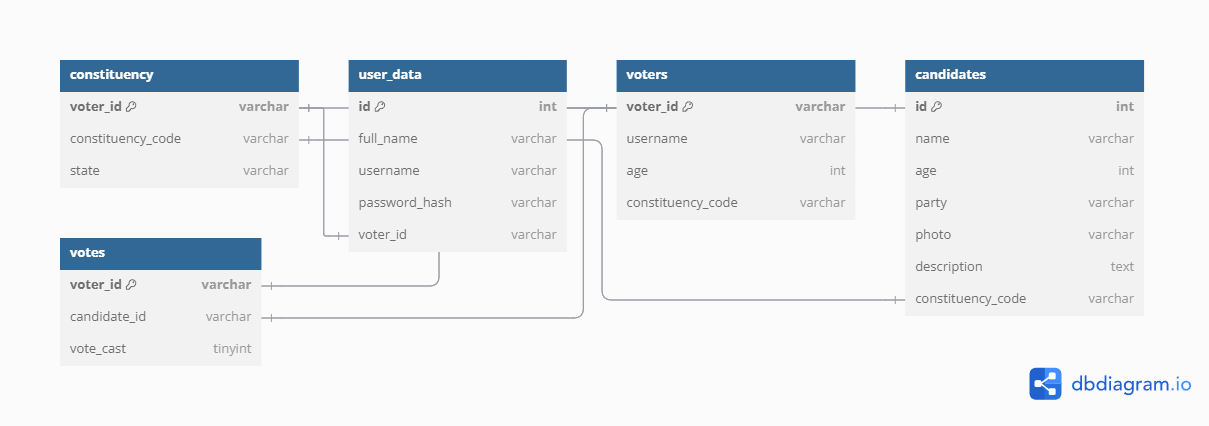 constituency
voter_id varchar
constituency_code varchar
state varchar
user_data
id int
full_name varchar
username varchar
password_hash varchar
voter_id varchar
voters
voter_id varchar
username varchar
age int
constituency_code varchar
candidates
id int
name varchar
age int
party varchar
photo varchar
description text
constituency_code varchar
votes
voter_id varchar
candidate_id varchar
vote_cast tinyint
dbdiagram.io